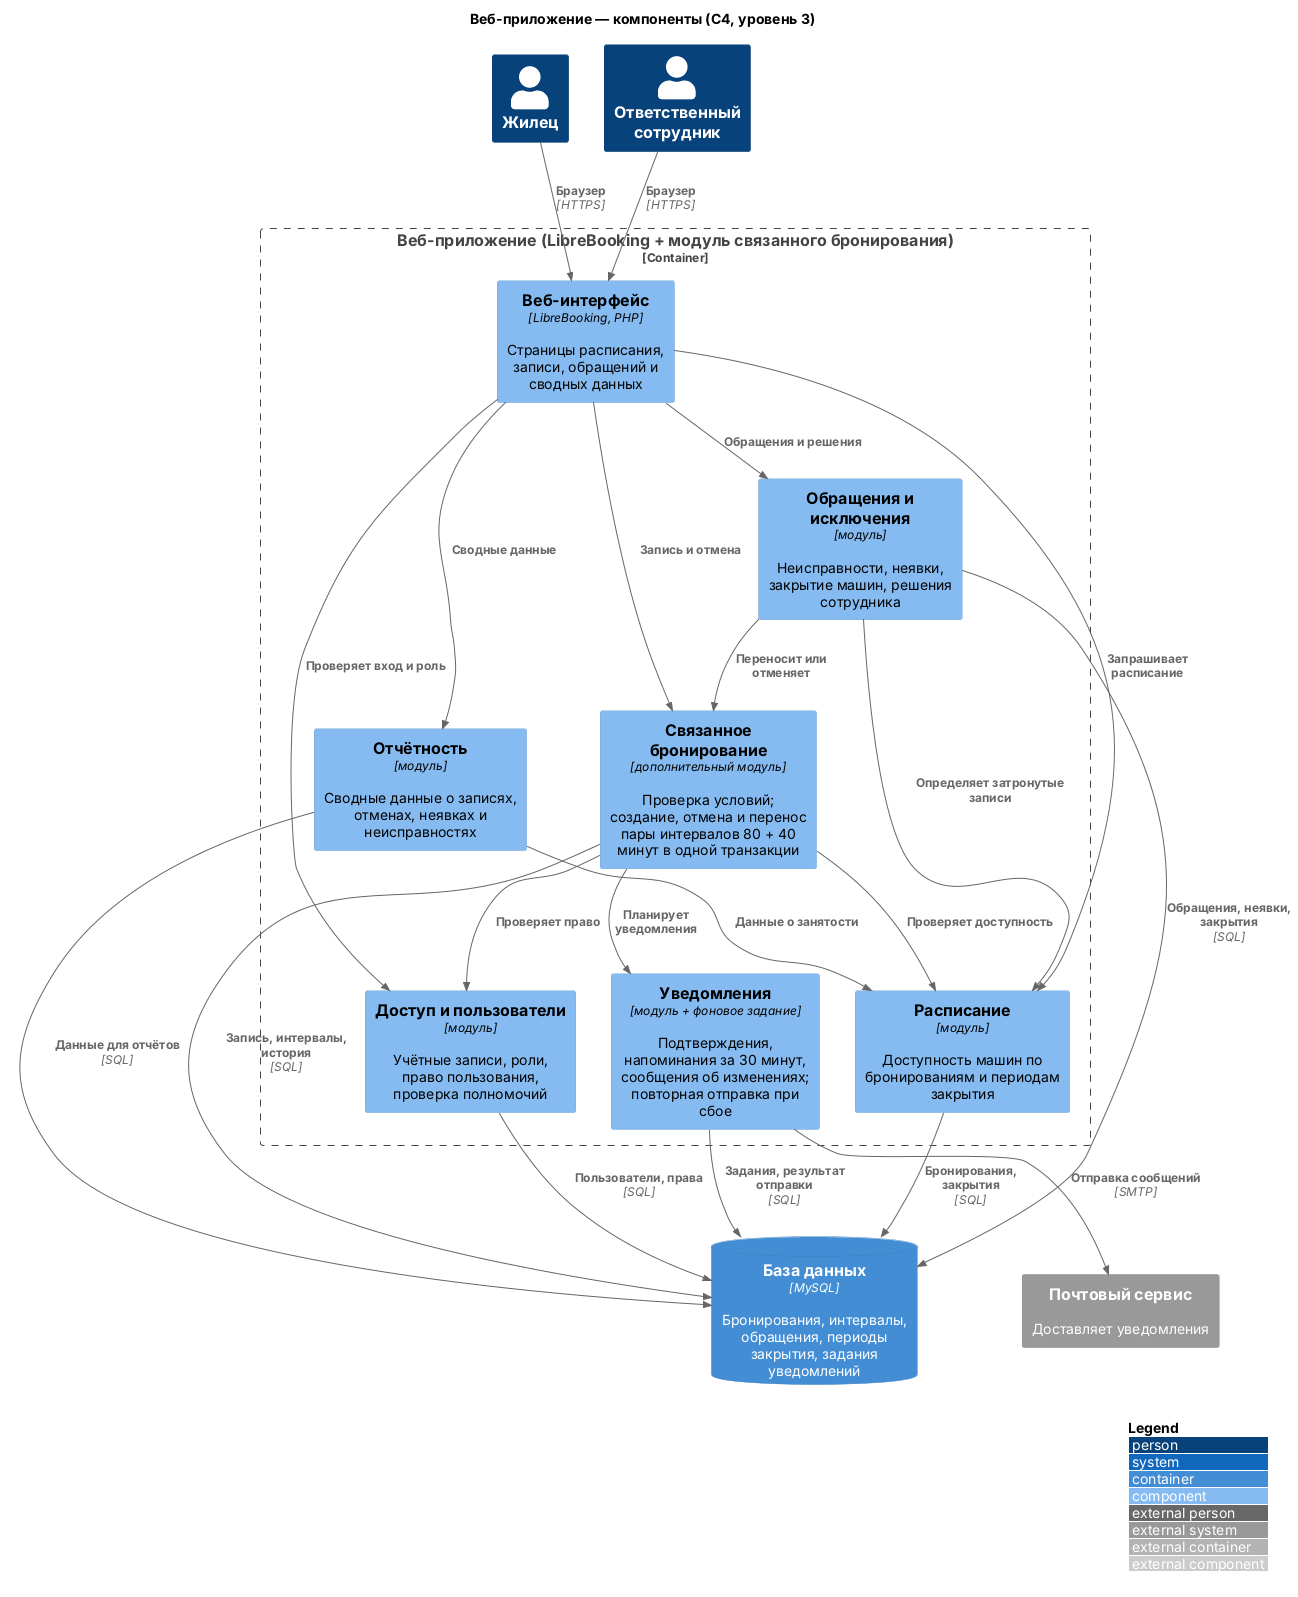 Веб-приложение — компоненты (C4, уровень 3)
Жилец
Ответственный
сотрудник
Браузер
[HTTPS]
Браузер
[HTTPS]
Веб-приложение (LibreBooking + модуль связанного бронирования)
[Container]
Веб-интерфейс
[LibreBooking, PHP]
Страницы расписания,
записи, обращений и
сводных данных
Обращения и решения
Обращения и
исключения
[модуль]
Неисправности, неявки,
закрытие машин, решения
сотрудника
Сводные данные
Запись и отмена
Проверяет вход и роль
Переносит или
отменяет
Запрашивает
расписание
Отчётность
[модуль]
Сводные данные о записях,
отменах, неявках и
неисправностях
Связанное
бронирование
[дополнительный модуль]
Проверка условий;
создание, отмена и перенос
пары интервалов 80 + 40
минут в одной транзакции
Определяет затронутые
записи
Проверяет право
Планирует
уведомления
Данные о занятости
Проверяет доступность
Обращения, неявки,
закрытия
[SQL]
Доступ и пользователи
[модуль]
Учётные записи, роли,
право пользования,
проверка полномочий
Уведомления
[модуль + фоновое задание]
Подтверждения,
напоминания за 30 минут,
сообщения об изменениях;
повторная отправка при
сбое
Расписание
[модуль]
Доступность машин по
бронированиям и периодам
закрытия
Данные для отчётов
[SQL]
Запись, интервалы,
история
[SQL]
Пользователи, права
[SQL]
Задания, результат
отправки
[SQL]
Бронирования,
закрытия
[SQL]
Отправка сообщений
[SMTP]
База данных
[MySQL]
Бронирования, интервалы,
обращения, периоды
закрытия, задания
уведомлений
Почтовый сервис
Доставляет уведомления
Legend
person
system
container
component
external person
external system
external container
external component